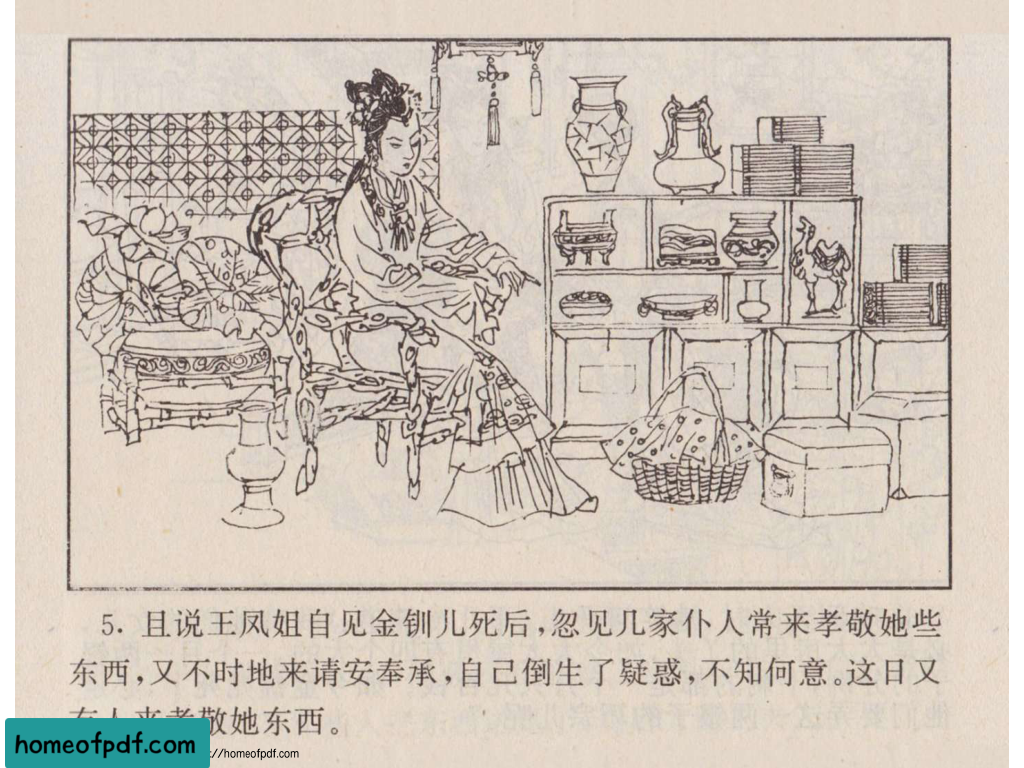 5. 且说王凤姐自见金钏儿死后，忽见几家仆人常来孝敬她些
东西，又不时地来请安奉承，自己倒生了疑惑，不知何意。这日又
有人来孝敬她东西。
homeofpdf.com
://homeofpdf.com